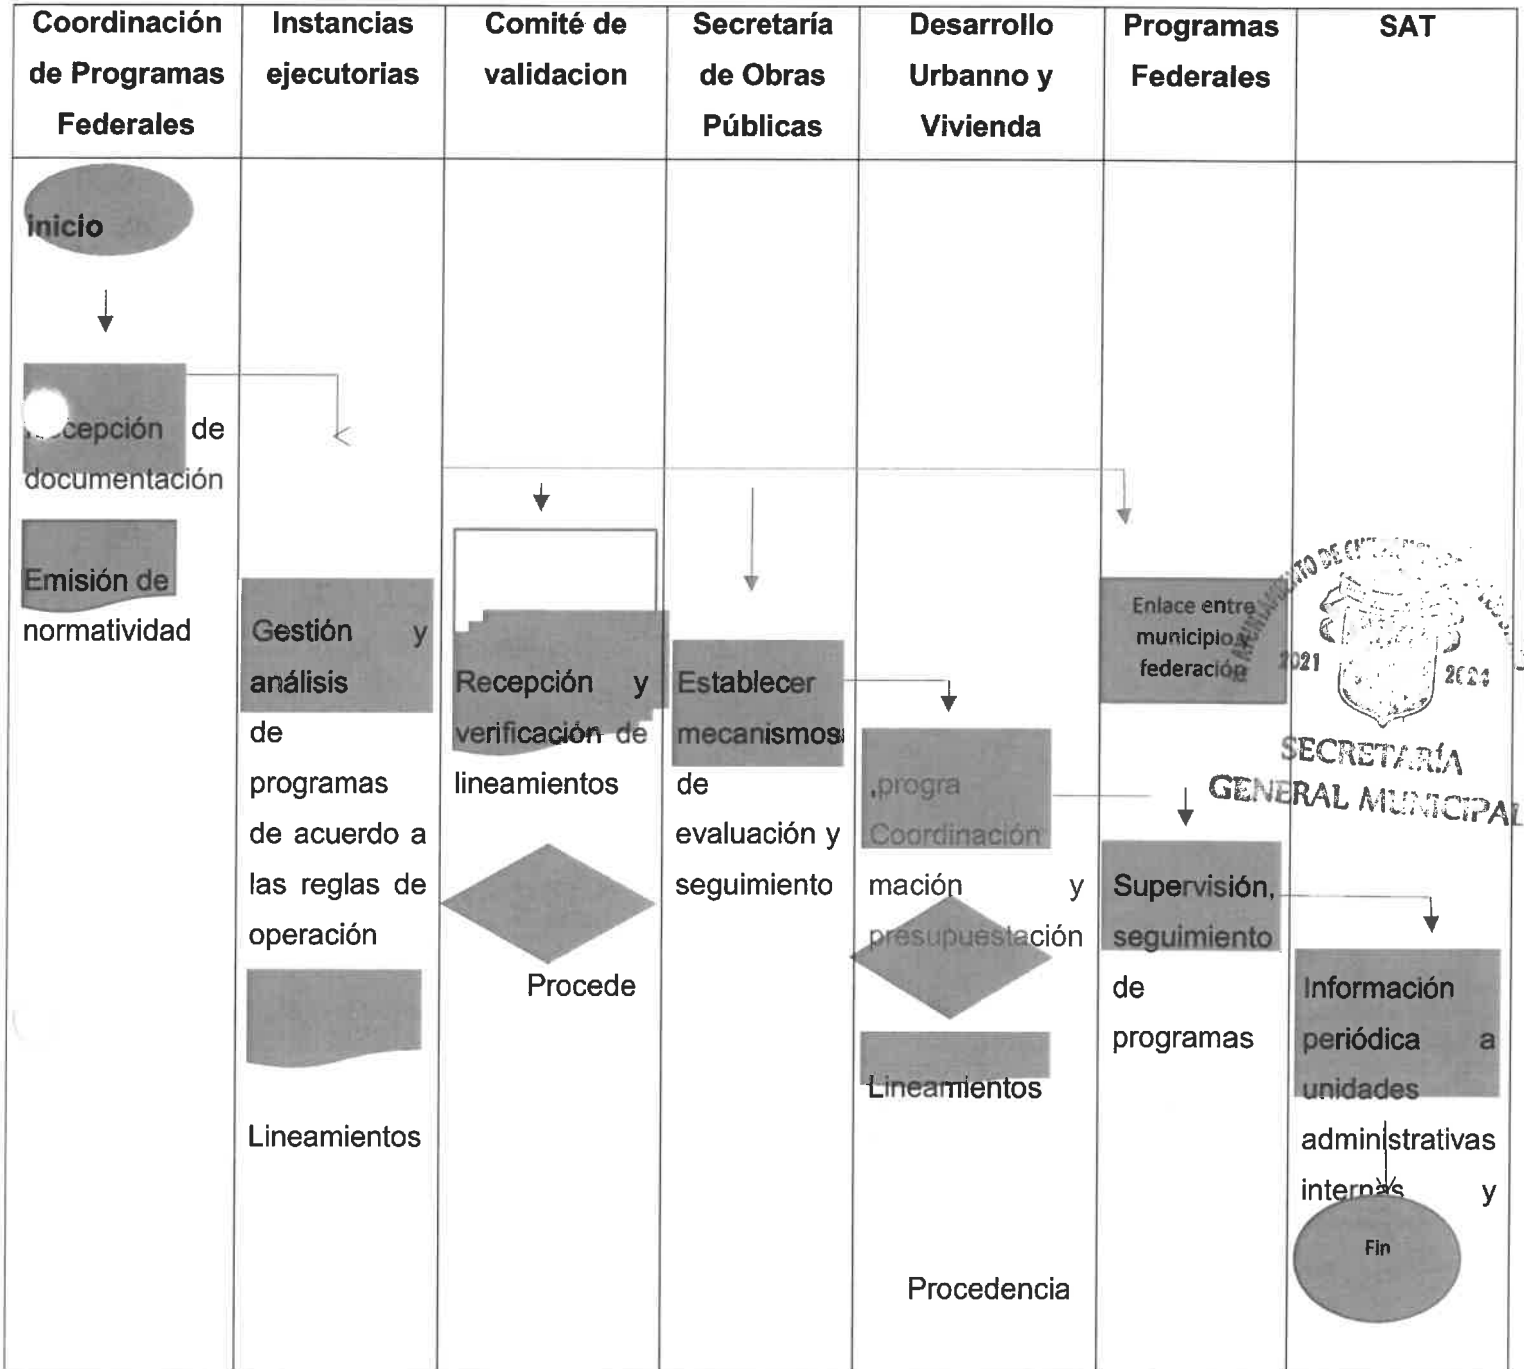 Coordinación
de Programas
Federales
Instancias
ejecutorias
Comité de
validacion
Secretaría
de Obras
Públicas
Desarrollo
Urbanno y
Vivienda
Programas
Federales
SAT
inicio
cepción de
documentación
Emisión de
normatividad
Gestión y
análisis
de
programas
de acuerdo a
las reglas de
operación
Lineamientos
Recepción y
verificación de
lineamientos
Procede
Establecer
mecanismos
de
evaluación y
seguimiento
,progra
Coordinación
mación y
presupuestación
Lineamientos
Procedencia
Enlace entre
municipio
federación
Supervisión,
seguimiento
de
programas
2021
2024
SECRETARÍA
GENERAL MUNICIPAL
Información
periódica a
unidades
administrativas
internas y
Fin